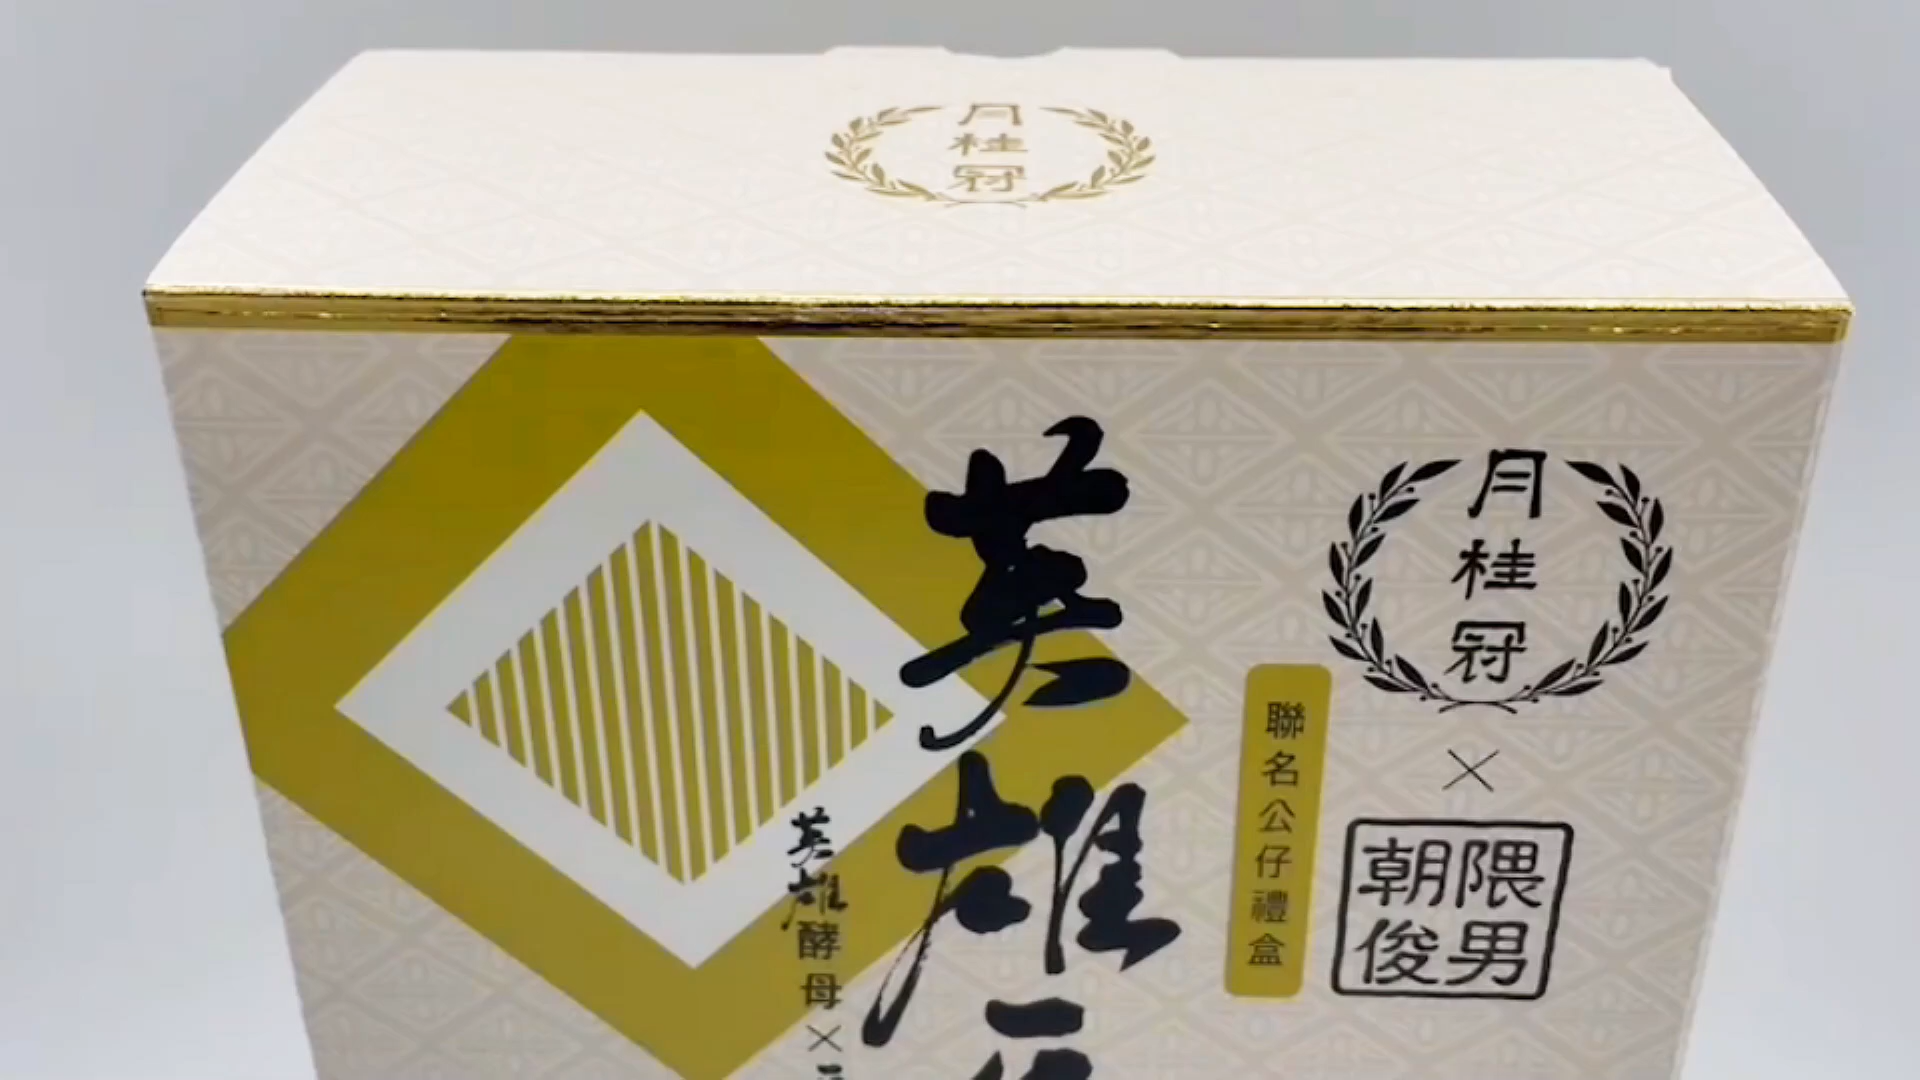 月桂冠
月桂冠
×
隈男
朝俊
聯名公仔禮盒
英雄
英雄酵母×